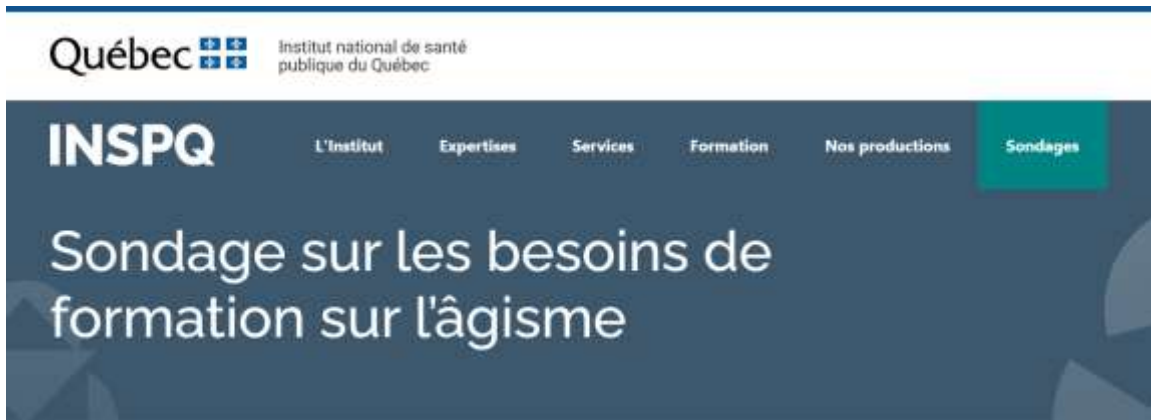 Québec
Institut national de santé
publique du Québec
INSPQ
L'Institut Expertises Services Formation Nos productions Sondages
Sondage sur les besoins de
formation sur l'âgisme